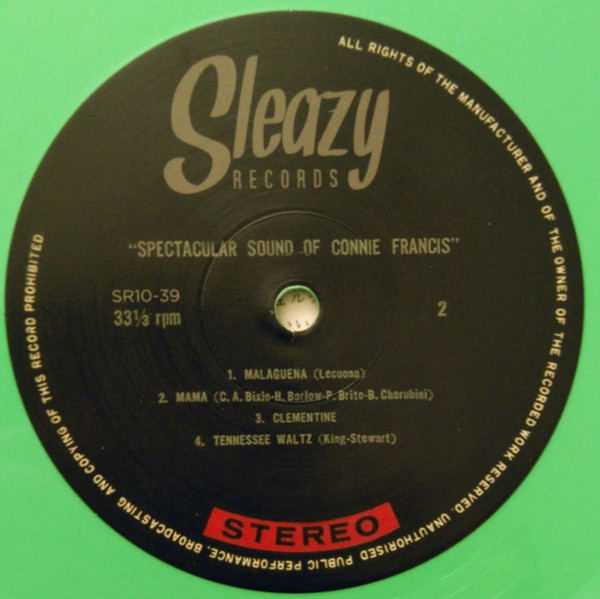 Sleazy
RECORDS
"SPECTACULAR SOUND OF CONNIE FRANCIS"
SR10-39
33⅓ rpm
2
1. MALAGUENA (Lecuona)
2. MAMA (C. A. Bixio-H. Barlow-P. Brito-B. Cherubini)
3. CLEMENTINE
4. TENNESSEE WALTZ (King-Stewart)
STEREO
ALL RIGHTS OF THE MANUFACTURER AND OF THE OWNER OF THE RECORDED WORK RESERVED. UNAUTHORISED PUBLIC PERFORMANCE, BROADCASTING AND COPYING OF THIS RECORD PROHIBITED